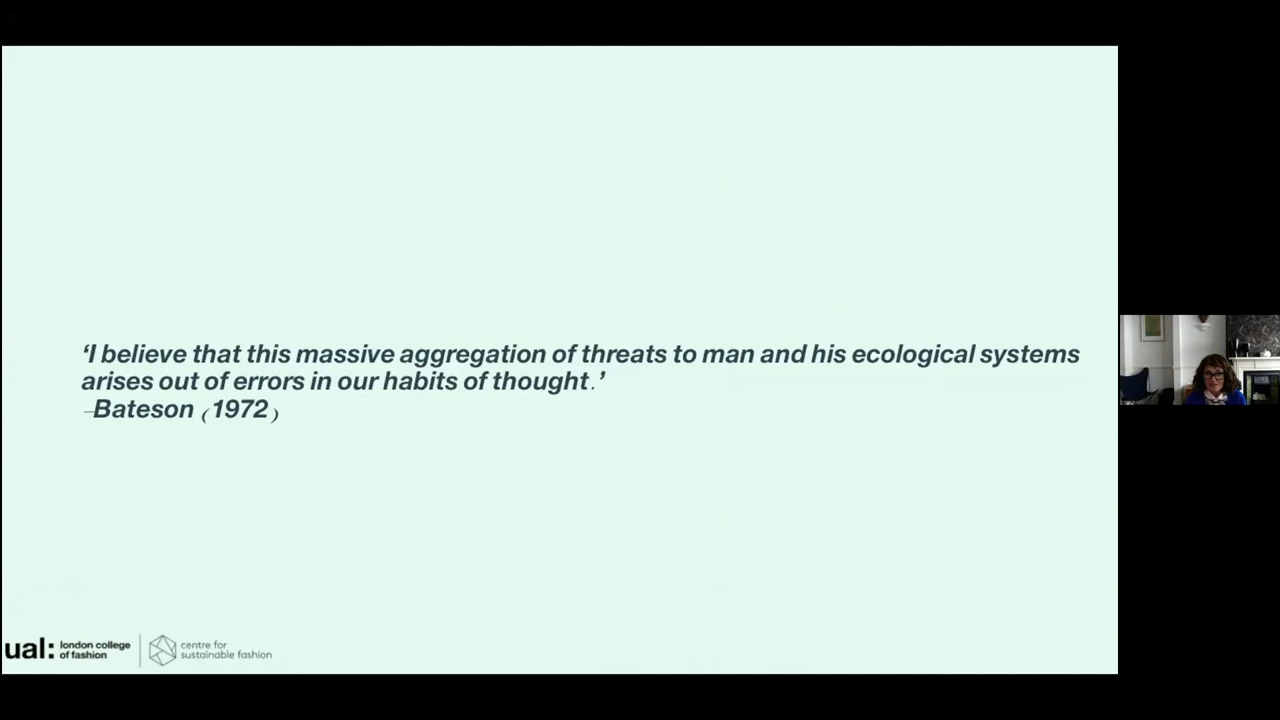 ‘I believe that this massive aggregation of threats to man and his ecological systems
arises out of errors in our habits of thought.’
–Bateson (1972)
ual: london college
of fashion
centre for
sustainable fashion